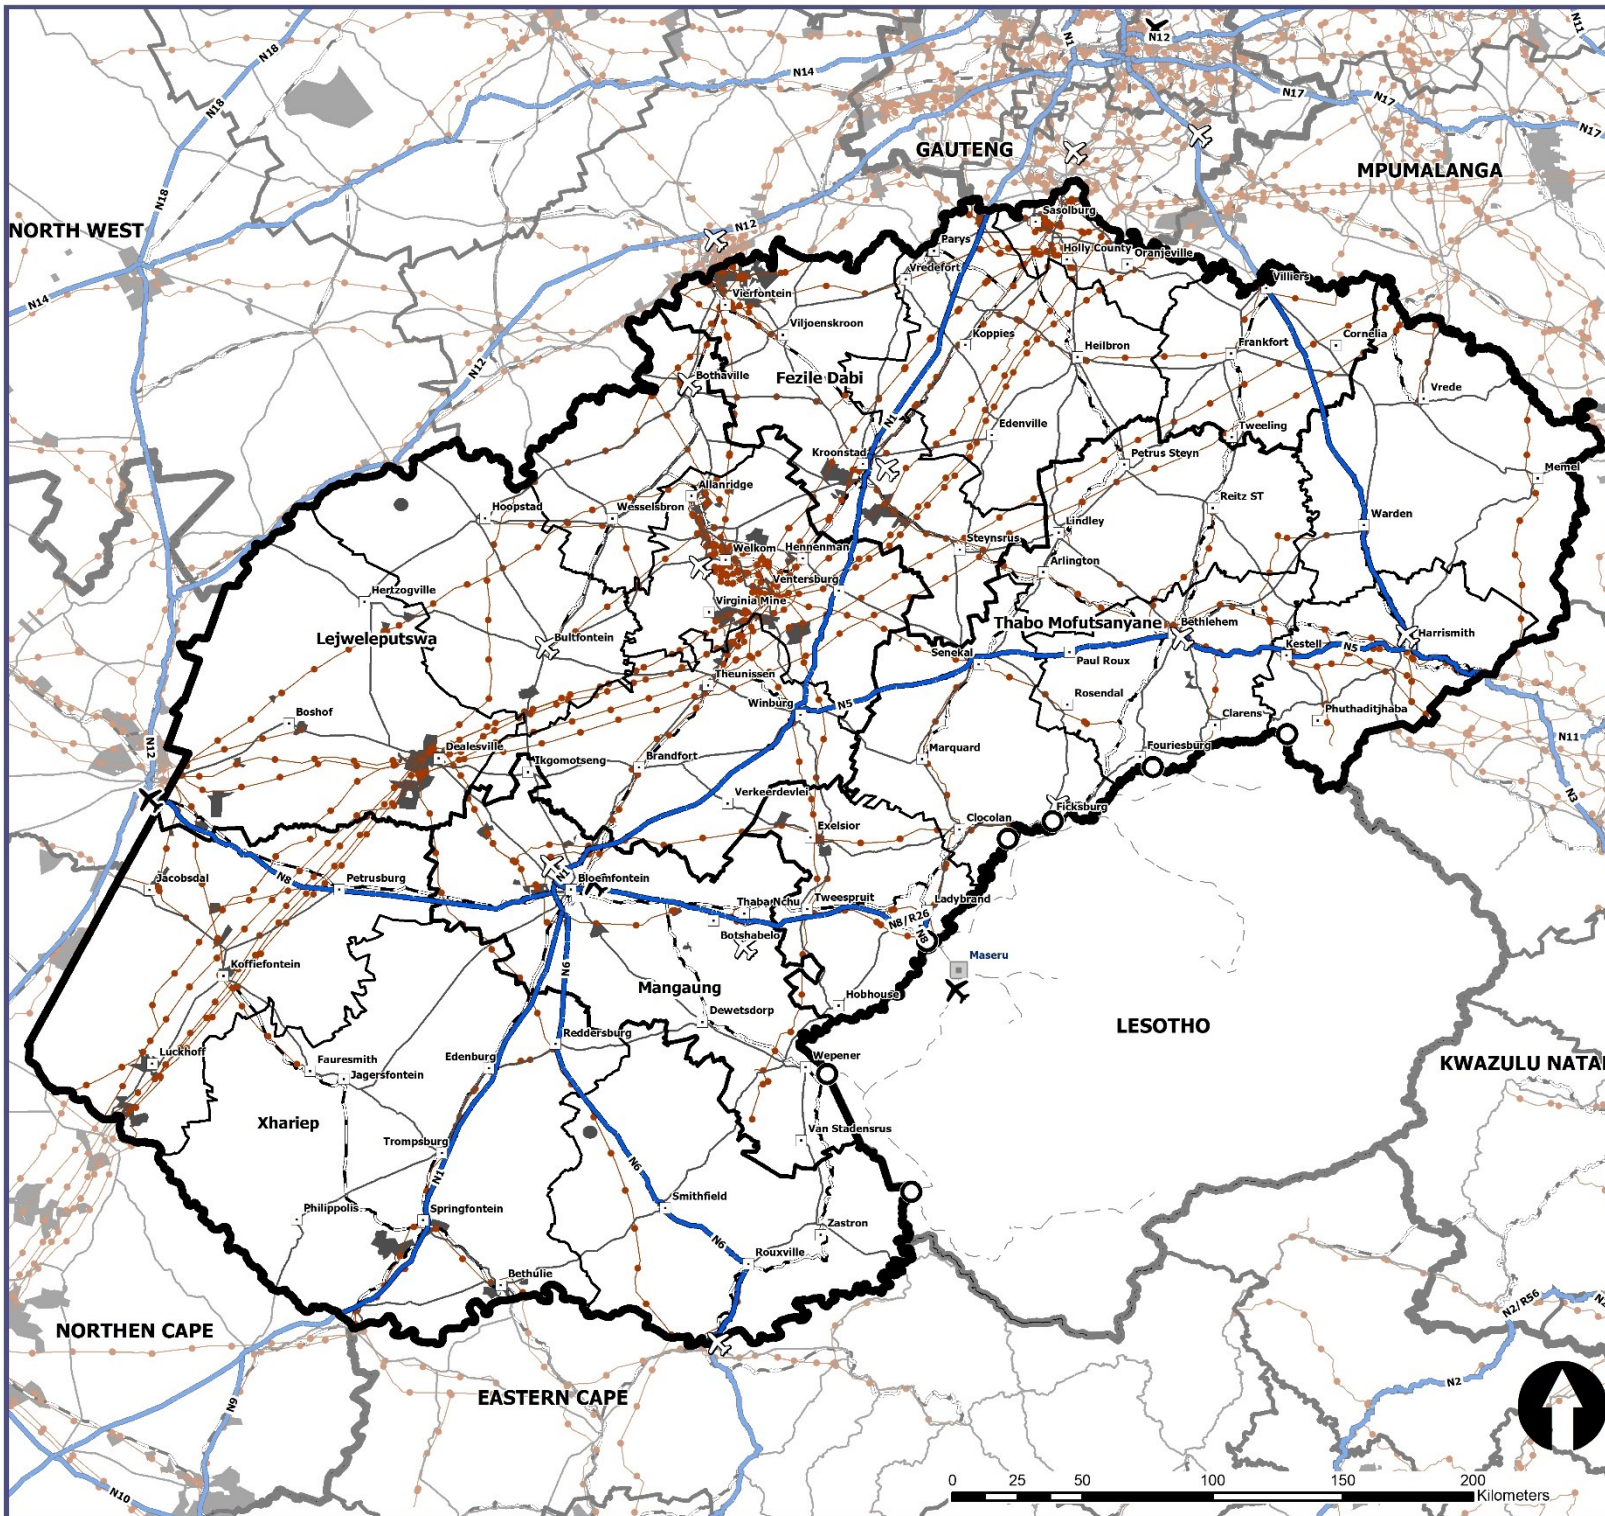 N18
N1
N12
N11
N14
N17
N17
N17
N18
GAUTENG
MPUMALANGA
N18
NORTH WEST
N12
Sasolburg
Parys
Holly County
Oranjeville
Vredefort
Villiers
N14
Vierfontein
Viljoenskroon
Koppies
Heilbron
Frankfort
Cornelia
N12
Bothaville
Fezile Dabi
Vrede
N1
Edenville
Tweeling
Kroonstad
Petrus Steyn
Memel
Allanridge
Reitz ST
Hoopstad
Wesselsbron
Lindley
Warden
Welkom
Hennenman
Steynsrus
Arlington
Ventersburg
Hertzogville
Virginia Mine
Thabo Mofutsanyane
Bethlehem
Lejweleputswa
Bultfontein
Harrismith
Senekal
Paul Roux
Kestell
N5
Theunissen
Rosendal
Winburg
N5
Boshof
Clarens
Phuthaditjhaba
N12
Dealesville
Marquard
Fouriesburg
N11
Ikgomotseng
Brandfort
N3
Verkeerdevlei
Ficksburg
Exelsior
Clocolan
N8
Jacobsdal
Petrusburg
N1
Bloemfontein
Thaba Nchu
Tweespruit
Ladybrand
N8/R26
N8
Botshabelo
Maseru
Koffiefontein
N6
Mangaung
Hobhouse
Dewetsdorp
LESOTHO
Reddersburg
Luckhoff
Fauresmith
Edenburg
Wepener
KWAZULU NATAL
Jagersfontein
Xhariep
Van Stadensrus
Trompsburg
N1
N6
Smithfield
Philippolis
Springfontein
Zastron
N6
Rouxville
Bethulie
N2/R56
NORTHEN CAPE
EASTERN CAPE
N2
N9
N10
0 25 50 100 150 200
Kilometers